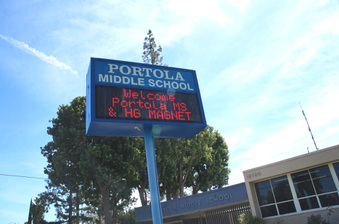 PORTOLA
MIDDLE SCHOOL
Welcome
Portola MS
& HG MAGNET